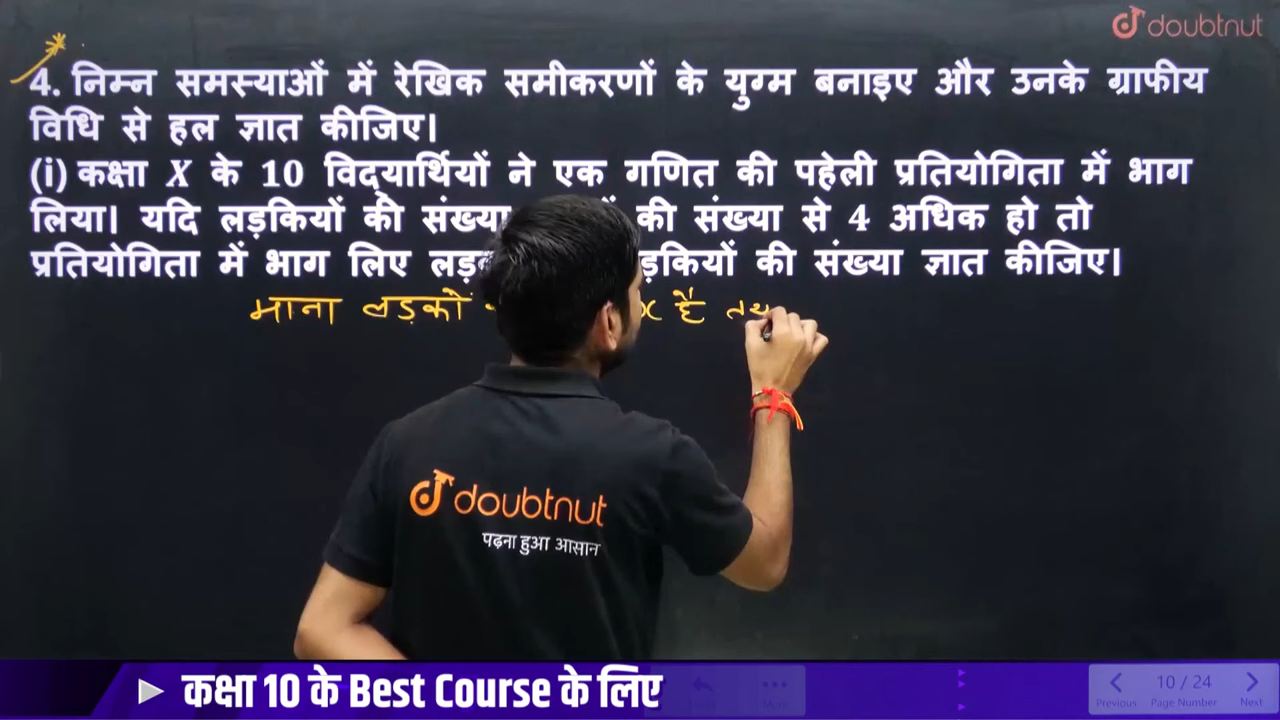 doubtnut
4. निम्न समस्याओं में रेखिक समीकरणों के युग्म बनाइए और उनके ग्राफीय
विधि से हल ज्ञात कीजिए।
(i) कक्षा X के 10 विद्यार्थियों ने एक गणित की पहेली प्रतियोगिता में भाग
लिया। यदि लड़कियों की संख्या की संख्या से 4 अधिक हो तो
प्रतियोगिता में भाग लिए की संख्या ज्ञात कीजिए।
माना लड़कों x है
doubtnut
पढ़ना हुआ आसान
कक्षा 10 के Best Course के लिए
More
10 / 24
Previous Page Number Next